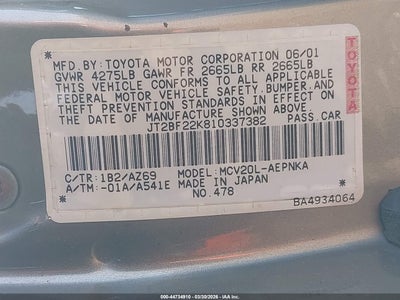 MFD.BY:TOYOTA MOTOR CORPORATION 06/01
GVWR 4275LB GAWR FR 2665LB RR 2665LB
THIS VEHICLE CONFORMS TO ALL APPLICABLE
FEDERAL MOTOR VEHICLE SAFETY,BUMPER,AND
THEFT PREVENTION STANDARDS IN EFFECT ON
THE DATE OF MANUFACTURE SHOWN ABOVE.
JT2BF22K810337382 PASS.CAR
TOYOTA
C/TR:1B2/AZ69 MODEL:MCV20L-AEPNKA
A/TM:-01A/A541E MADE IN JAPAN
NO.478
BA4934064
000-44734910 - 03/30/2026 - IAA Inc.